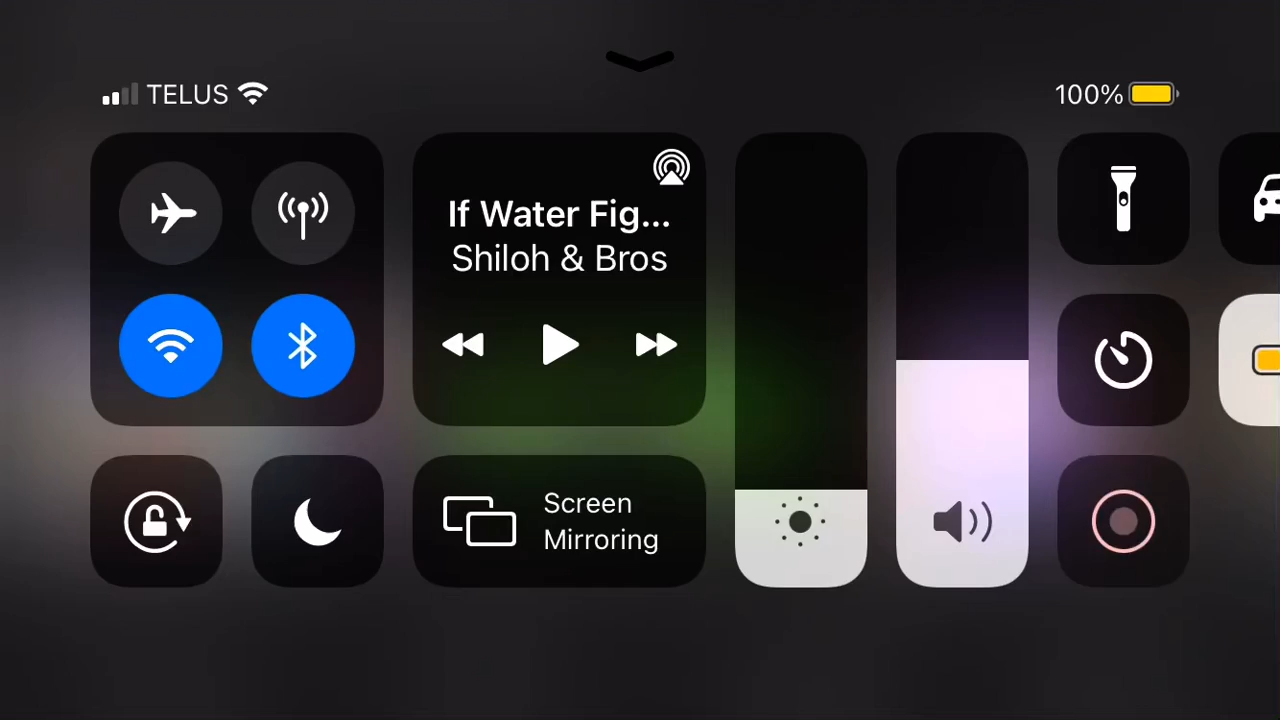 TELUS
100%
If Water Fig...
Shiloh & Bros
Screen
Mirroring